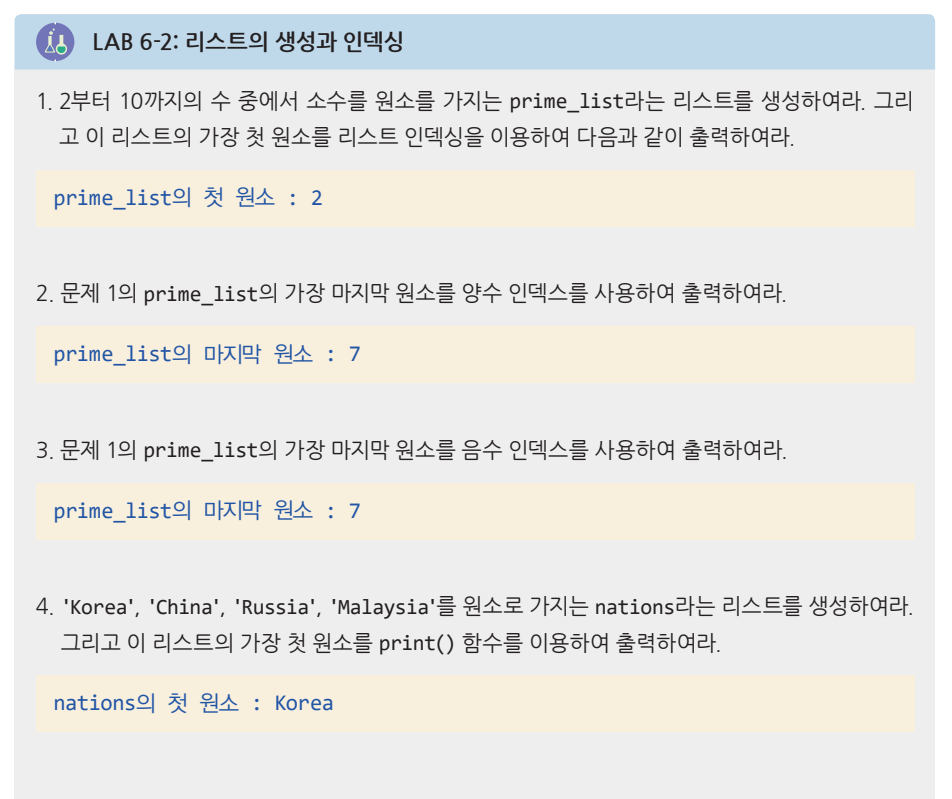 LAB 6-2: 리스트의 생성과 인덱싱
1. 2부터 10까지의 수 중에서 소수를 원소를 가지는 prime_list라는 리스트를 생성하여라. 그리
고 이 리스트의 가장 첫 원소를 리스트 인덱싱을 이용하여 다음과 같이 출력하여라.
prime_list의 첫 원소 : 2
2. 문제 1의 prime_list의 가장 마지막 원소를 양수 인덱스를 사용하여 출력하여라.
prime_list의 마지막 원소 : 7
3. 문제 1의 prime_list의 가장 마지막 원소를 음수 인덱스를 사용하여 출력하여라.
prime_list의 마지막 원소 : 7
4. 'Korea', 'China', 'Russia', 'Malaysia'를 원소로 가지는 nations라는 리스트를 생성하여라.
그리고 이 리스트의 가장 첫 원소를 print() 함수를 이용하여 출력하여라.
nations의 첫 원소 : Korea